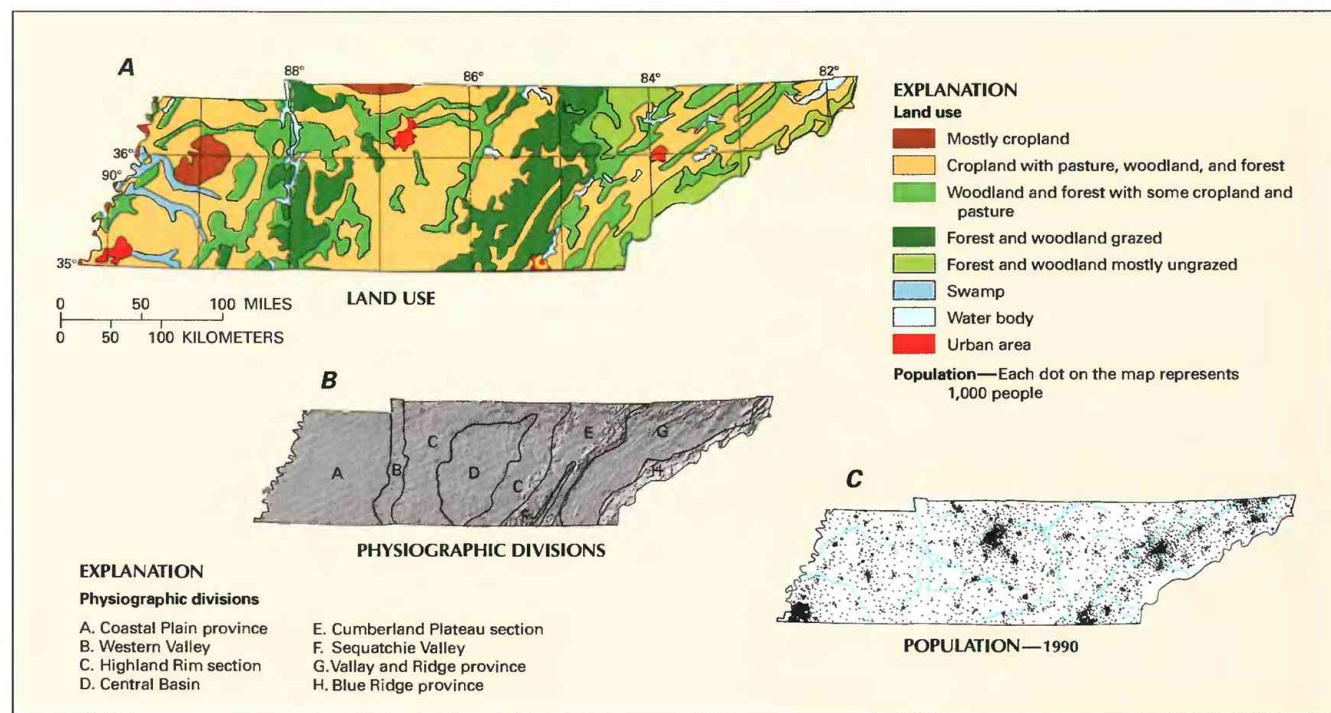 A
88°
86°
84°
82°
36°
90°
35°
0 50 100 MILES
0 50 100 KILOMETERS
LAND USE
EXPLANATION
Land use
Mostly cropland
Cropland with pasture, woodland, and forest
Woodland and forest with some cropland and
pasture
Forest and woodland grazed
Forest and woodland mostly ungrazed
Swamp
Water body
Urban area
Population—Each dot on the map represents
1,000 people
B
A
B
C
D
C
E
F
G
H
PHYSIOGRAPHIC DIVISIONS
EXPLANATION
Physiographic divisions
A. Coastal Plain province
B. Western Valley
C. Highland Rim section
D. Central Basin
E. Cumberland Plateau section
F. Sequatchie Valley
G. Vallay and Ridge province
H. Blue Ridge province
C
POPULATION—1990